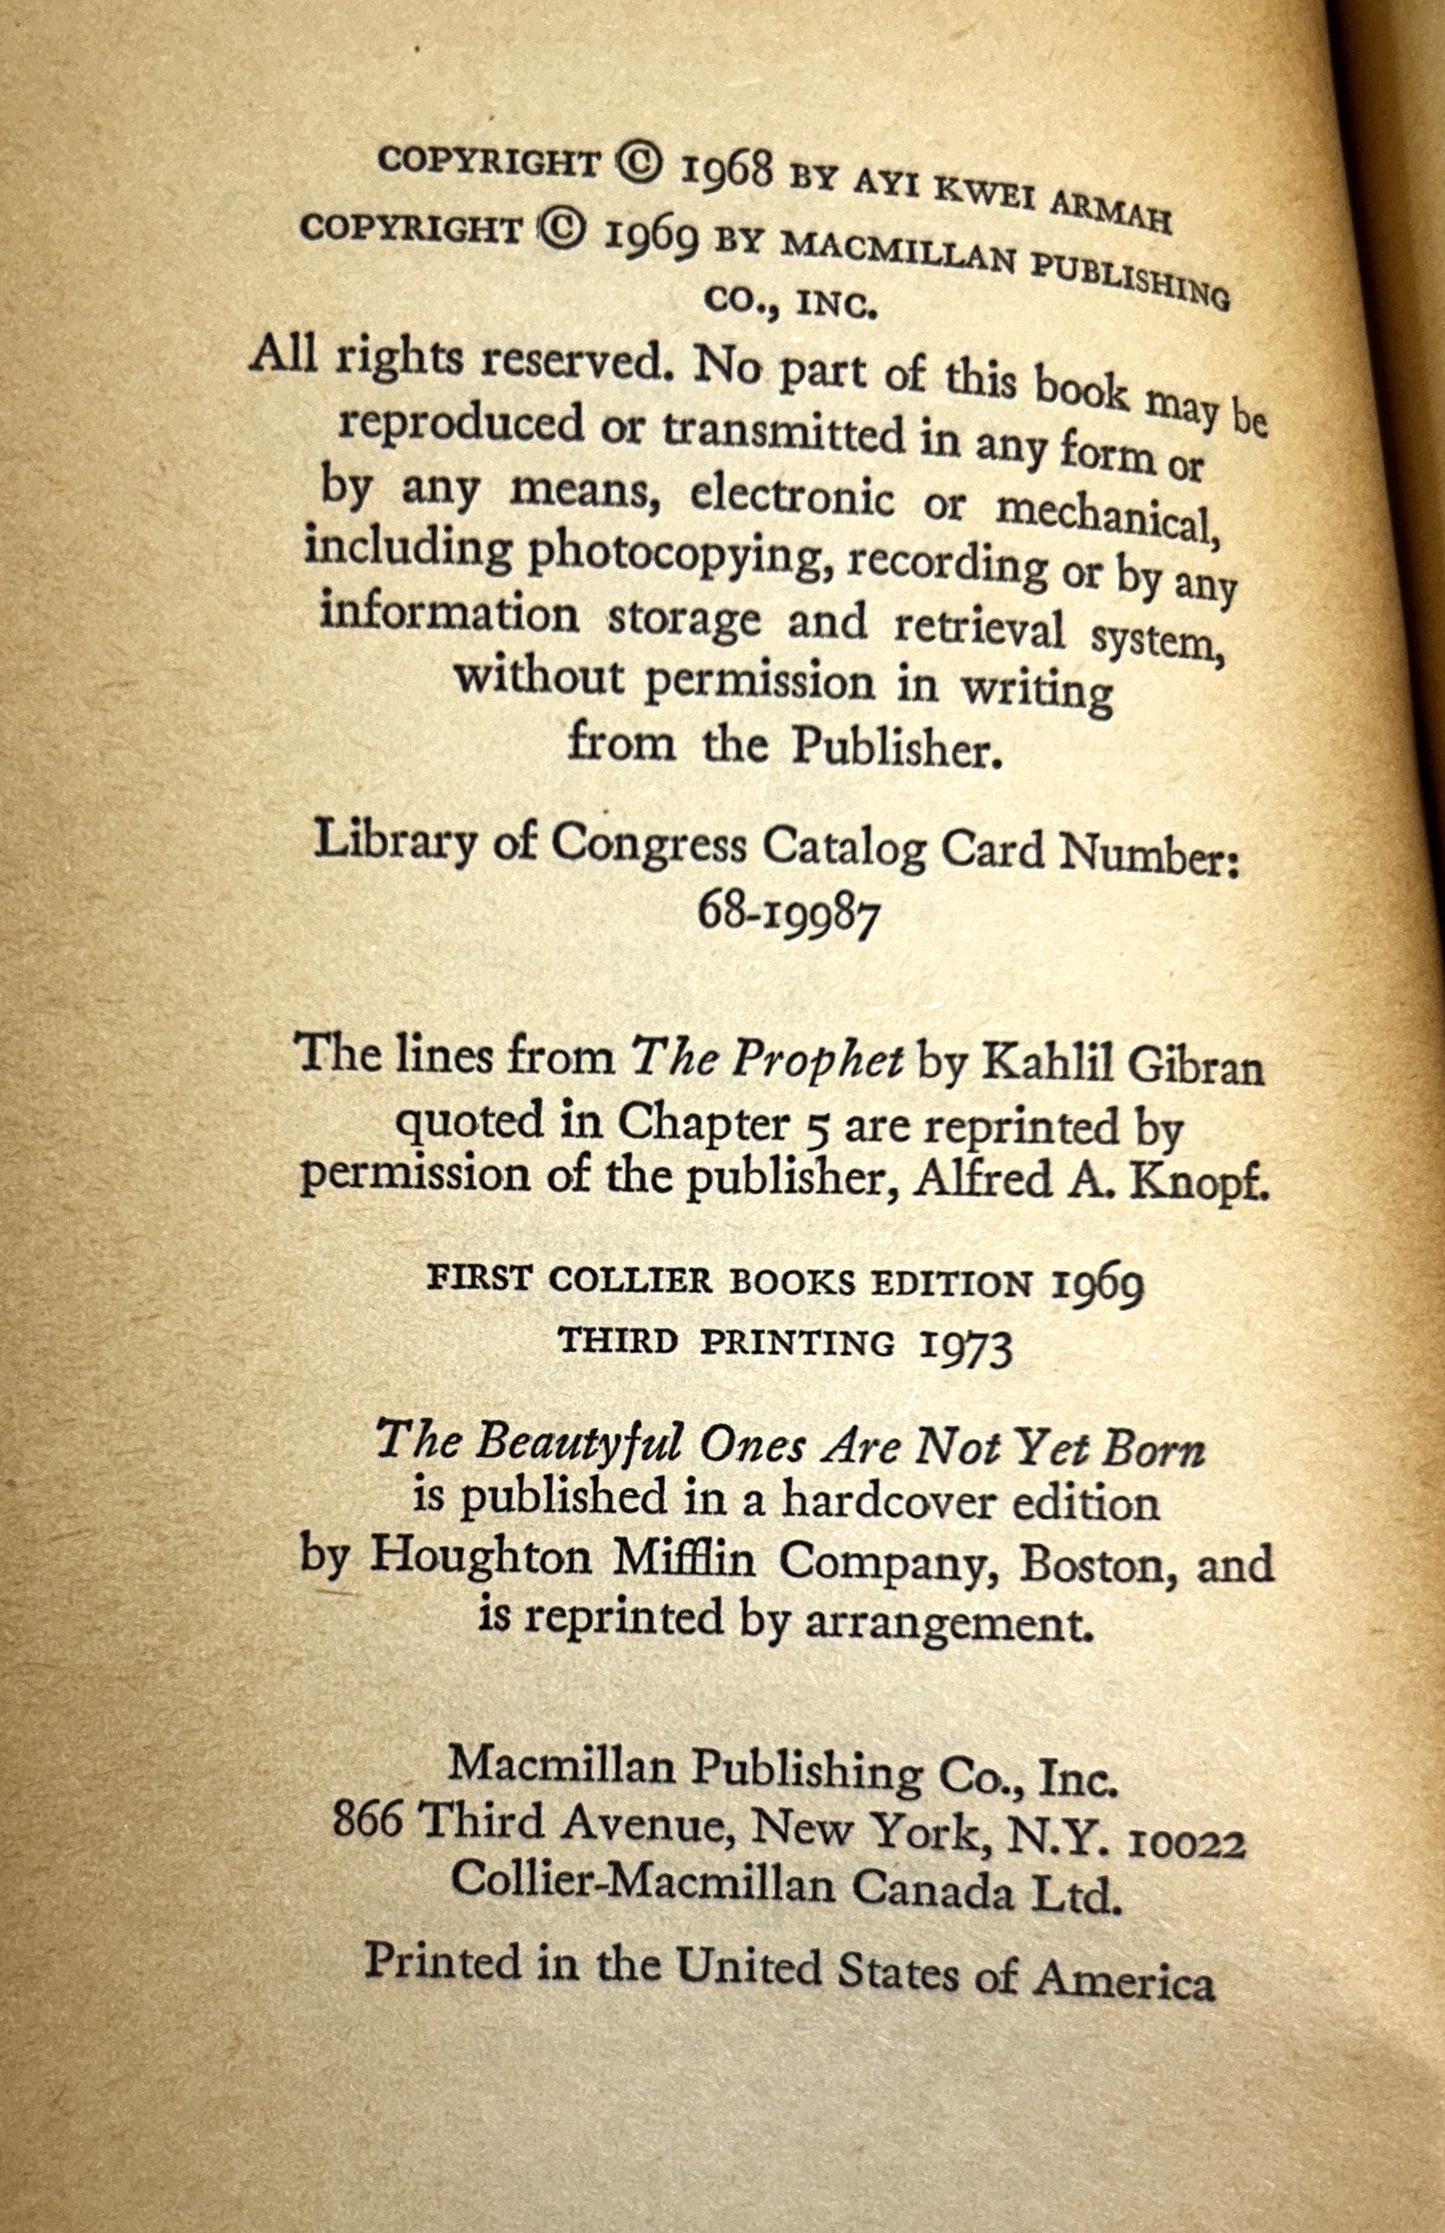 COPYRIGHT © 1968 BY AYI KWEI ARMAH
COPYRIGHT © 1969 BY MACMILLAN PUBLISHING
CO., INC.
All rights reserved. No part of this book may be
reproduced or transmitted in any form or
by any means, electronic or mechanical,
including photocopying, recording or by any
information storage and retrieval system,
without permission in writing
from the Publisher.
Library of Congress Catalog Card Number:
68-19987
The lines from The Prophet by Kahlil Gibran
quoted in Chapter 5 are reprinted by
permission of the publisher, Alfred A. Knopf.
FIRST COLLIER BOOKS EDITION 1969
THIRD PRINTING 1973
The Beautyful Ones Are Not Yet Born
is published in a hardcover edition
by Houghton Mifflin Company, Boston, and
is reprinted by arrangement.
Macmillan Publishing Co., Inc.
866 Third Avenue, New York, N.Y. 10022
Collier-Macmillan Canada Ltd.
Printed in the United States of America